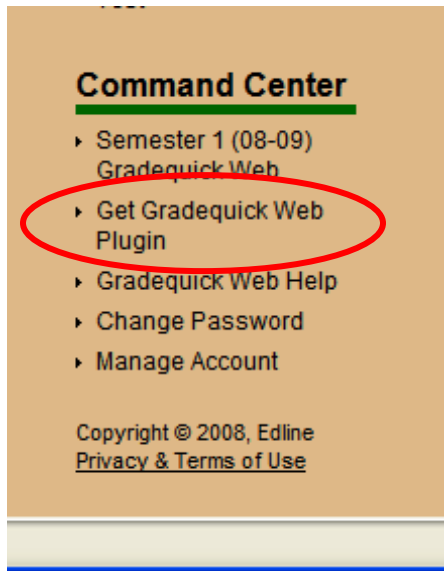 Command Center
Semester 1 (08-09)
Gradequick Web
Get Gradequick Web
Plugin
Gradequick Web Help
Change Password
Manage Account
Copyright © 2008, Edline
Privacy & Terms of Use